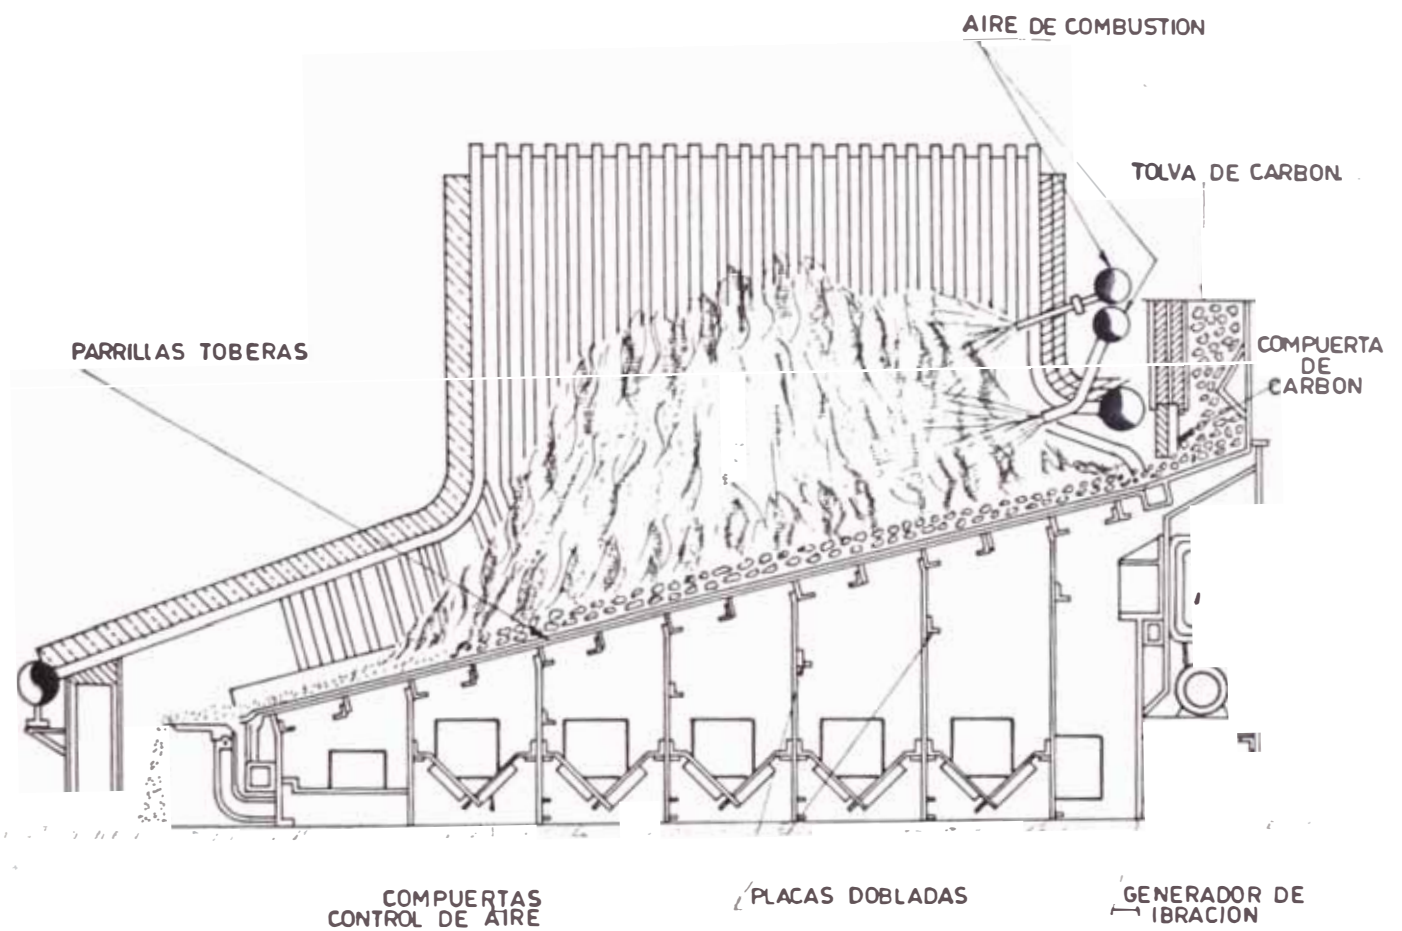 AIRE DE COMBUSTION
TOLVA DE CARBON
PARRILLAS TOBERAS
COMPUERTA
DE
CARBON
COMPUERTAS
CONTROL DE AIRE
PLACAS DOBLADAS
GENERADOR DE
IBRACION